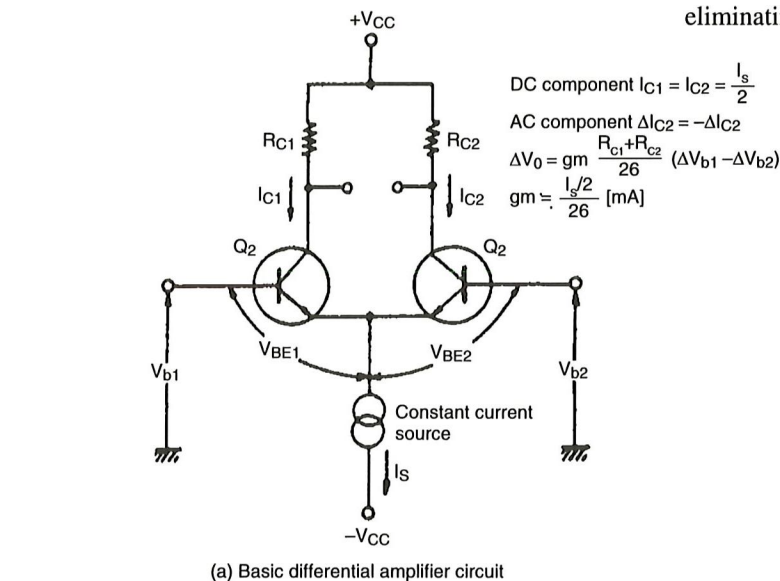 eliminati
+VCC
DC component IC1 = IC2 = Is/2
AC component ΔIC2 = −ΔIC2
RC1
RC2
ΔV0 = gm RC1+RC2/26 (ΔVb1 −ΔVb2)
IC1
IC2
gm ≒ Is/2/26 [mA]
Q2
Q2
VBE1
VBE2
Vb1
Vb2
Constant current
source
IS
−VCC
(a) Basic differential amplifier circuit